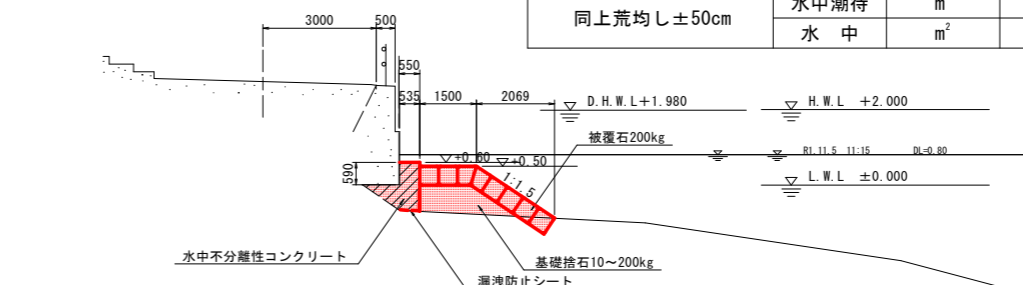 同上荒均し±50cm
水中潮待
m
水 中
m²
3000
500
550
535
1500
2069
D.H.W.L+1.980
H.W.L +2.000
被覆石200kg
R1.11.5 11:15
DL=0.80
+0.60
+0.50
590
1:1.5
L.W.L ±0.000
水中不分離性コンクリート
基礎捨石10～200kg
漏洩防止シート